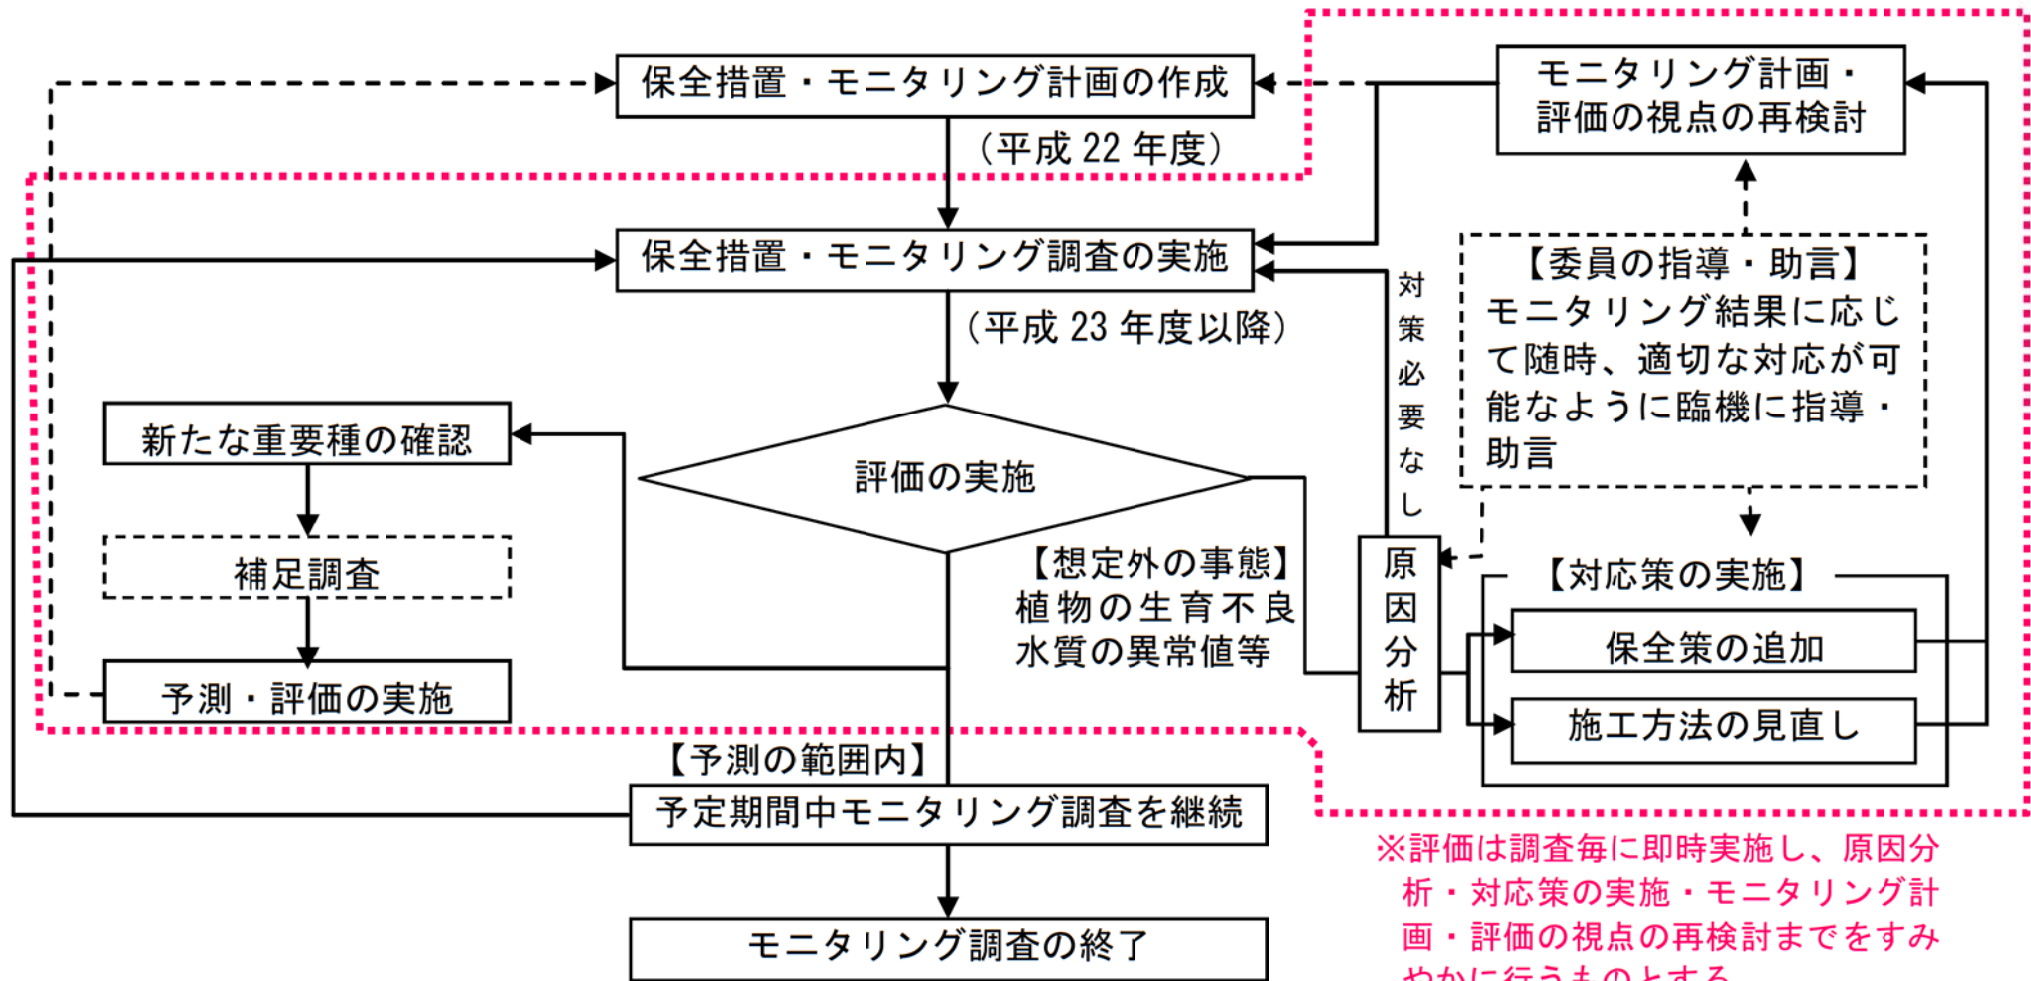 保全措置・モニタリング計画の作成
(平成 22 年度)
モニタリング計画・
評価の視点の再検討
保全措置・モニタリング調査の実施
(平成 23 年度以降)
対策必要なし
【委員の指導・助言】
モニタリング結果に応じ
て随時、適切な対応が可
能なように臨機に指導・
助言
新たな重要種の確認
評価の実施
補足調査
【想定外の事態】
植物の生育不良
水質の異常値等
原因分析
【対応策の実施】
保全策の追加
施工方法の見直し
予測・評価の実施
【予測の範囲内】
予定期間中モニタリング調査を継続
モニタリング調査の終了
※評価は調査毎に即時実施し、原因分
析・対応策の実施・モニタリング計
画・評価の視点の再検討までをすみ
やかに行うものとする